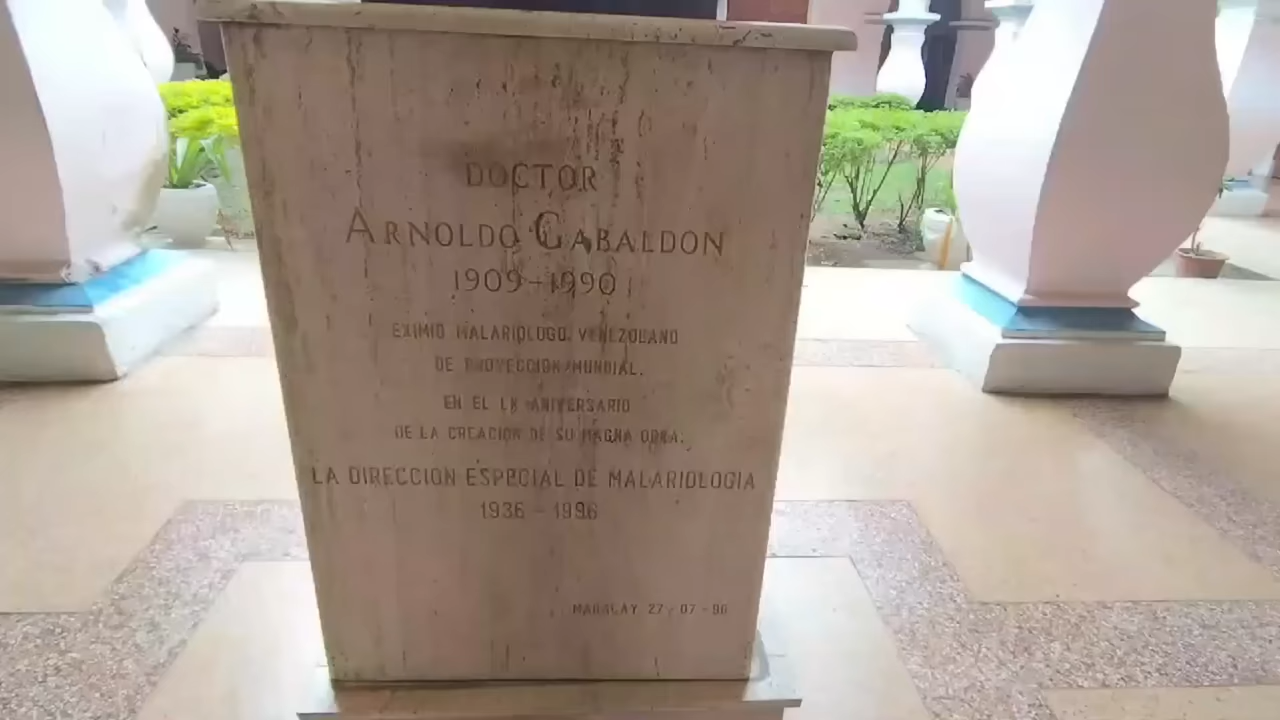 DOCTOR
ARNOLDO GABALDON
1909-1990
EXIMIO MALARIOLOGO VENEZOLANO
DE PROYECCION MUNDIAL.
EN EL LX ANIVERSARIO
DE LA CREACION DE SU MAGNA OBRA:
LA DIRECCION ESPECIAL DE MALARIOLOGIA
1936 - 1996
MARACAY 27-07-96